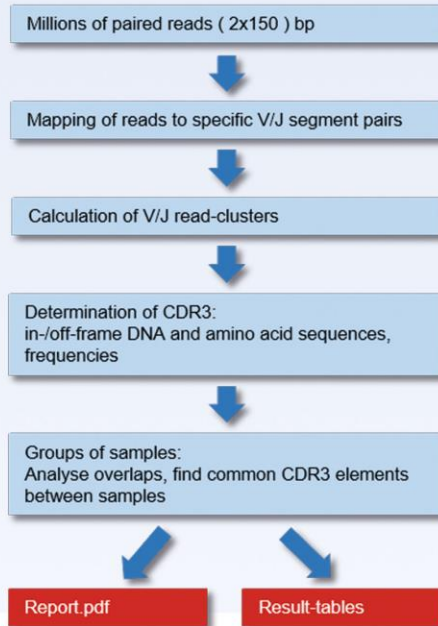 Millions of paired reads ( 2x150 ) bp
Mapping of reads to specific V/J segment pairs
Calculation of V/J read-clusters
Determination of CDR3:
in-/off-frame DNA and amino acid sequences,
frequencies
Groups of samples:
Analyse overlaps, find common CDR3 elements
between samples
Report.pdf
Result-tables